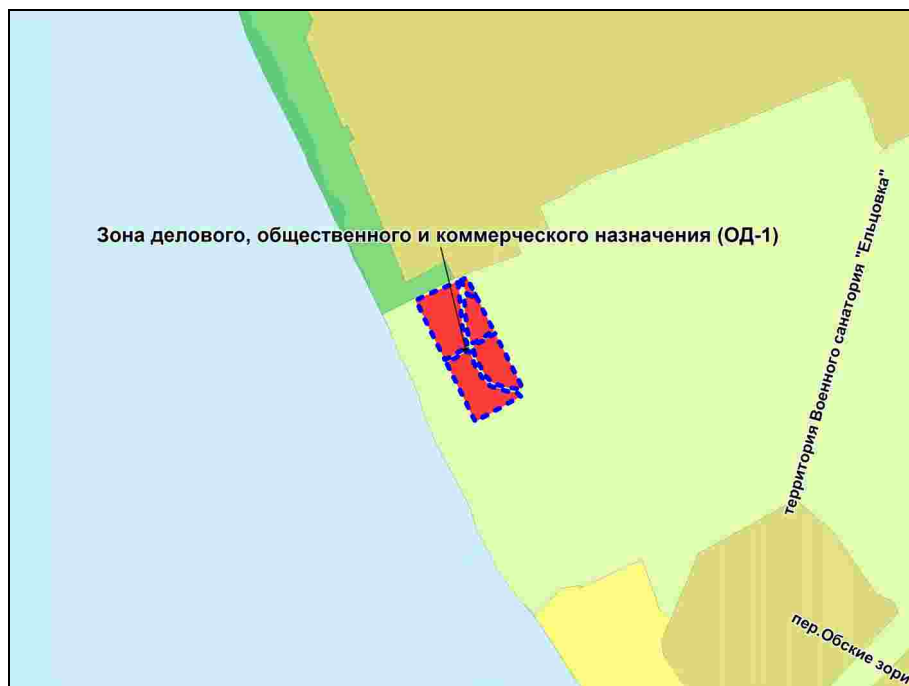 Зона делового, общественного и коммерческого назначения (ОД-1)
территория Военного санатория "Ельцовка"
пер.Обские зори